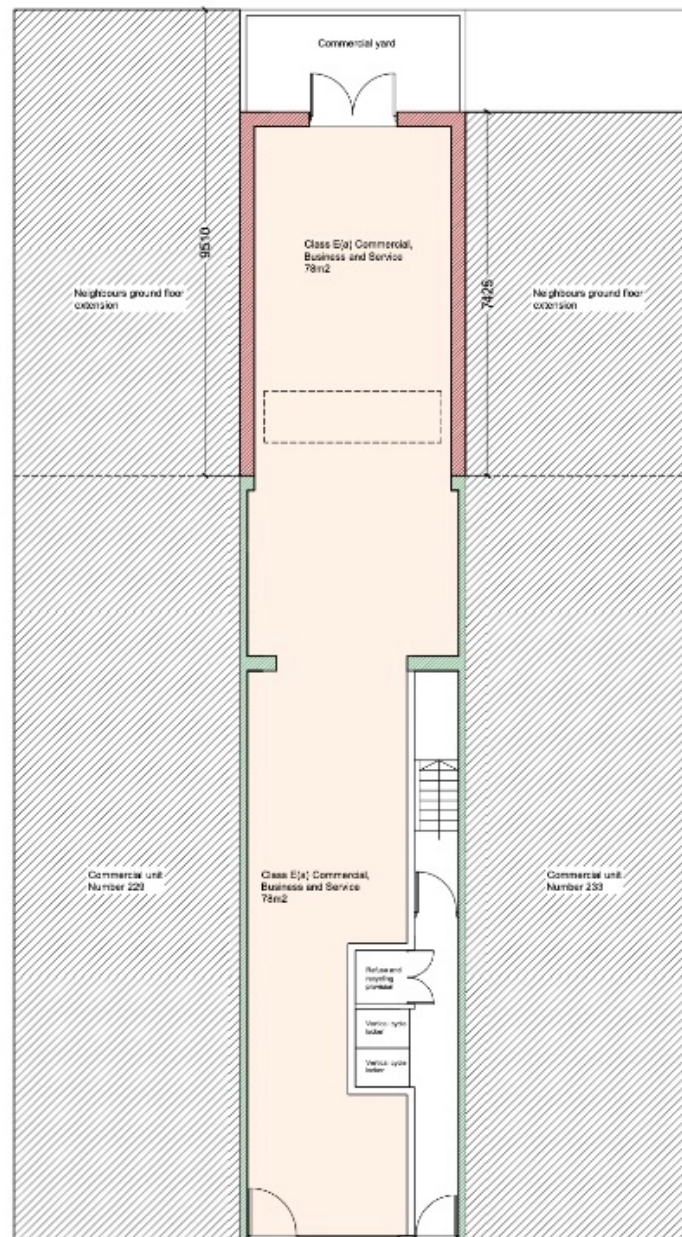 Commercial yard
9510
7425
Class E(a) Commercial,
Business and Service
78m2
Neighbours ground floor
extension
Neighbours ground floor
extension
Commercial unit
Number 229
Class E(a) Commercial,
Business and Service
78m2
Commercial unit
Number 233
Refuse and
recycling
provision
Vertical cycle
locker
Vertical cycle
locker